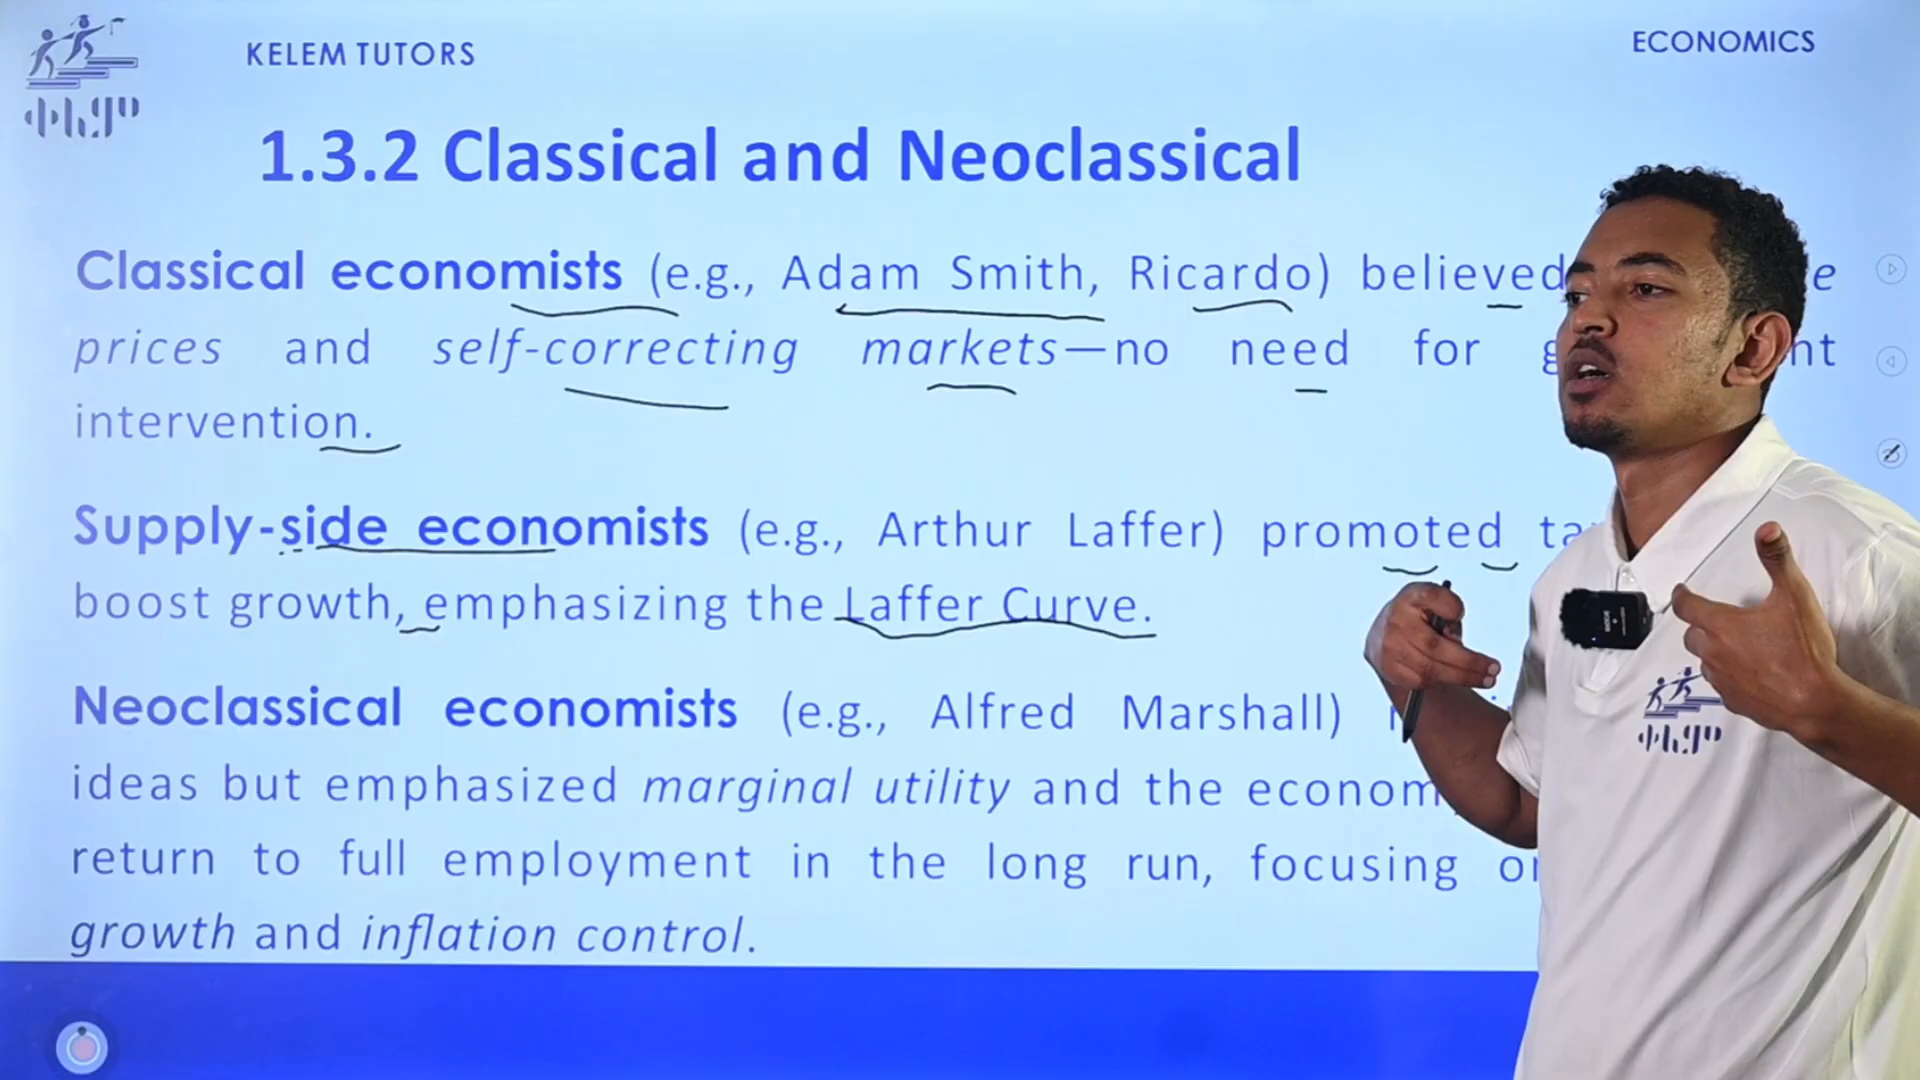 KELEM TUTORS
ECONOMICS
ቀለም
1.3.2 Classical and Neoclassical
Classical economists (e.g., Adam Smith, Ricardo) believed
prices and self-correcting markets—no need for
intervention.
Supply-side economists (e.g., Arthur Laffer) promoted
boost growth, emphasizing the Laffer Curve.
Neoclassical economists (e.g., Alfred Marshall)
ideas but emphasized marginal utility and the
return to full employment in the long run, focusing
growth and inflation control.
ቀለም